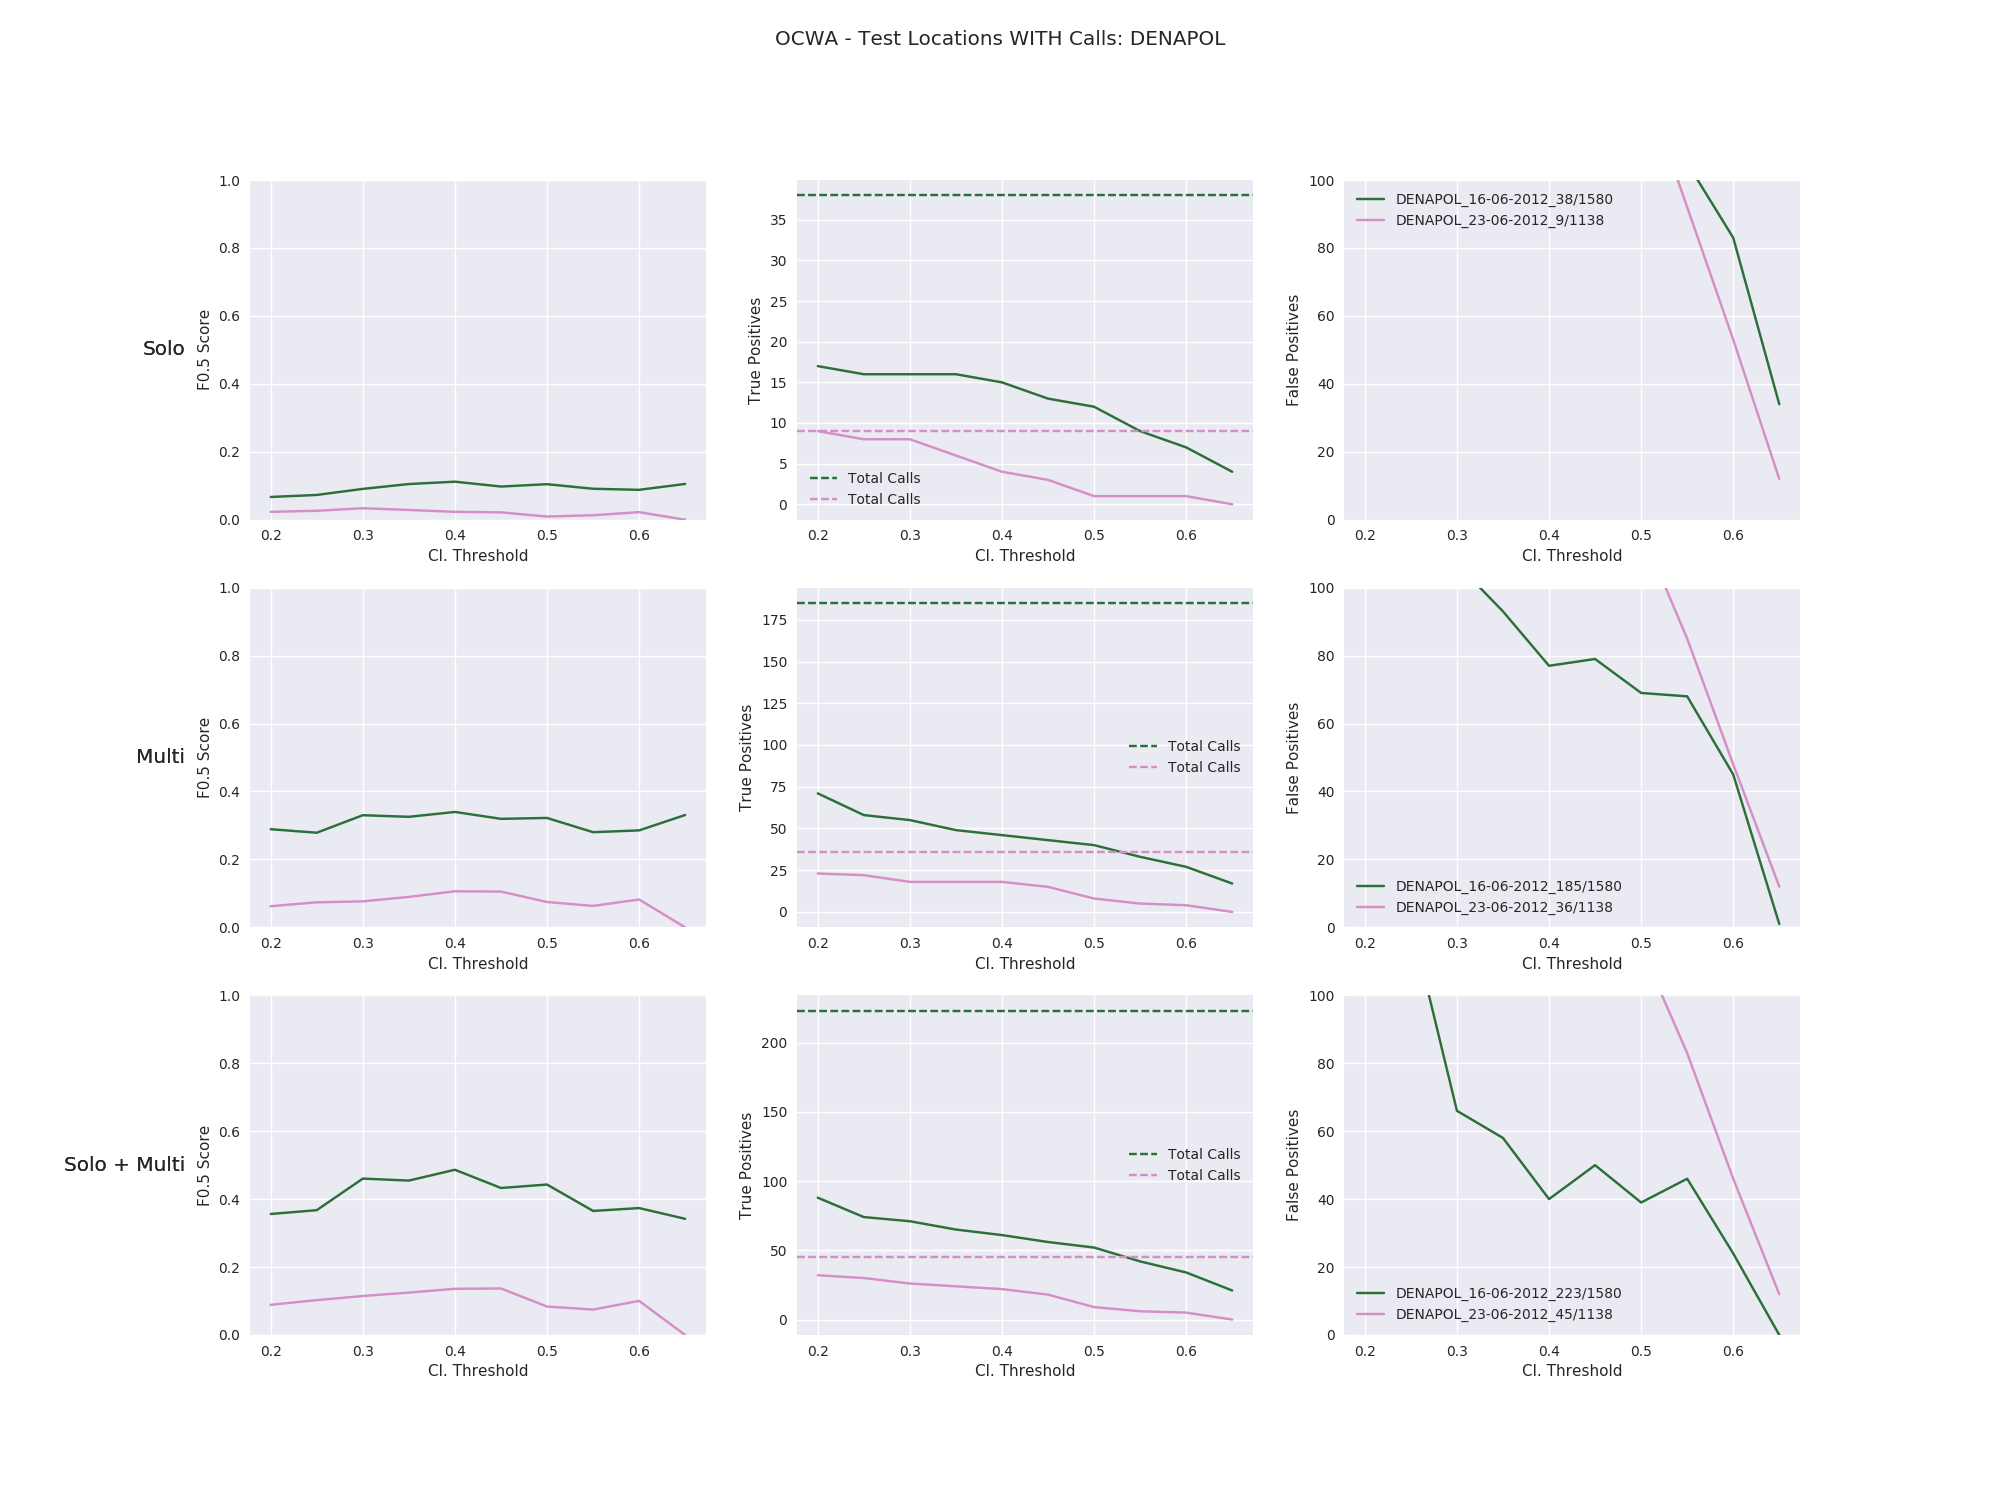 OCWA - Test Locations WITH Calls: DENAPOL
Solo
F0.5 Score
1.0
0.8
0.6
0.4
0.2
0.0
0.2 0.3 0.4 0.5 0.6
Cl. Threshold
True Positives
35
30
25
20
15
10
5
0
Total Calls
Total Calls
0.2 0.3 0.4 0.5 0.6
Cl. Threshold
False Positives
100
80
60
40
20
0
DENAPOL_16-06-2012_38/1580
DENAPOL_23-06-2012_9/1138
0.2 0.3 0.4 0.5 0.6
Cl. Threshold
Multi
F0.5 Score
1.0
0.8
0.6
0.4
0.2
0.0
0.2 0.3 0.4 0.5 0.6
Cl. Threshold
True Positives
175
150
125
100
75
50
25
0
Total Calls
Total Calls
0.2 0.3 0.4 0.5 0.6
Cl. Threshold
False Positives
100
80
60
40
20
0
DENAPOL_16-06-2012_185/1580
DENAPOL_23-06-2012_36/1138
0.2 0.3 0.4 0.5 0.6
Cl. Threshold
Solo + Multi
F0.5 Score
1.0
0.8
0.6
0.4
0.2
0.0
0.2 0.3 0.4 0.5 0.6
Cl. Threshold
True Positives
200
150
100
50
0
Total Calls
Total Calls
0.2 0.3 0.4 0.5 0.6
Cl. Threshold
False Positives
100
80
60
40
20
0
DENAPOL_16-06-2012_223/1580
DENAPOL_23-06-2012_45/1138
0.2 0.3 0.4 0.5 0.6
Cl. Threshold